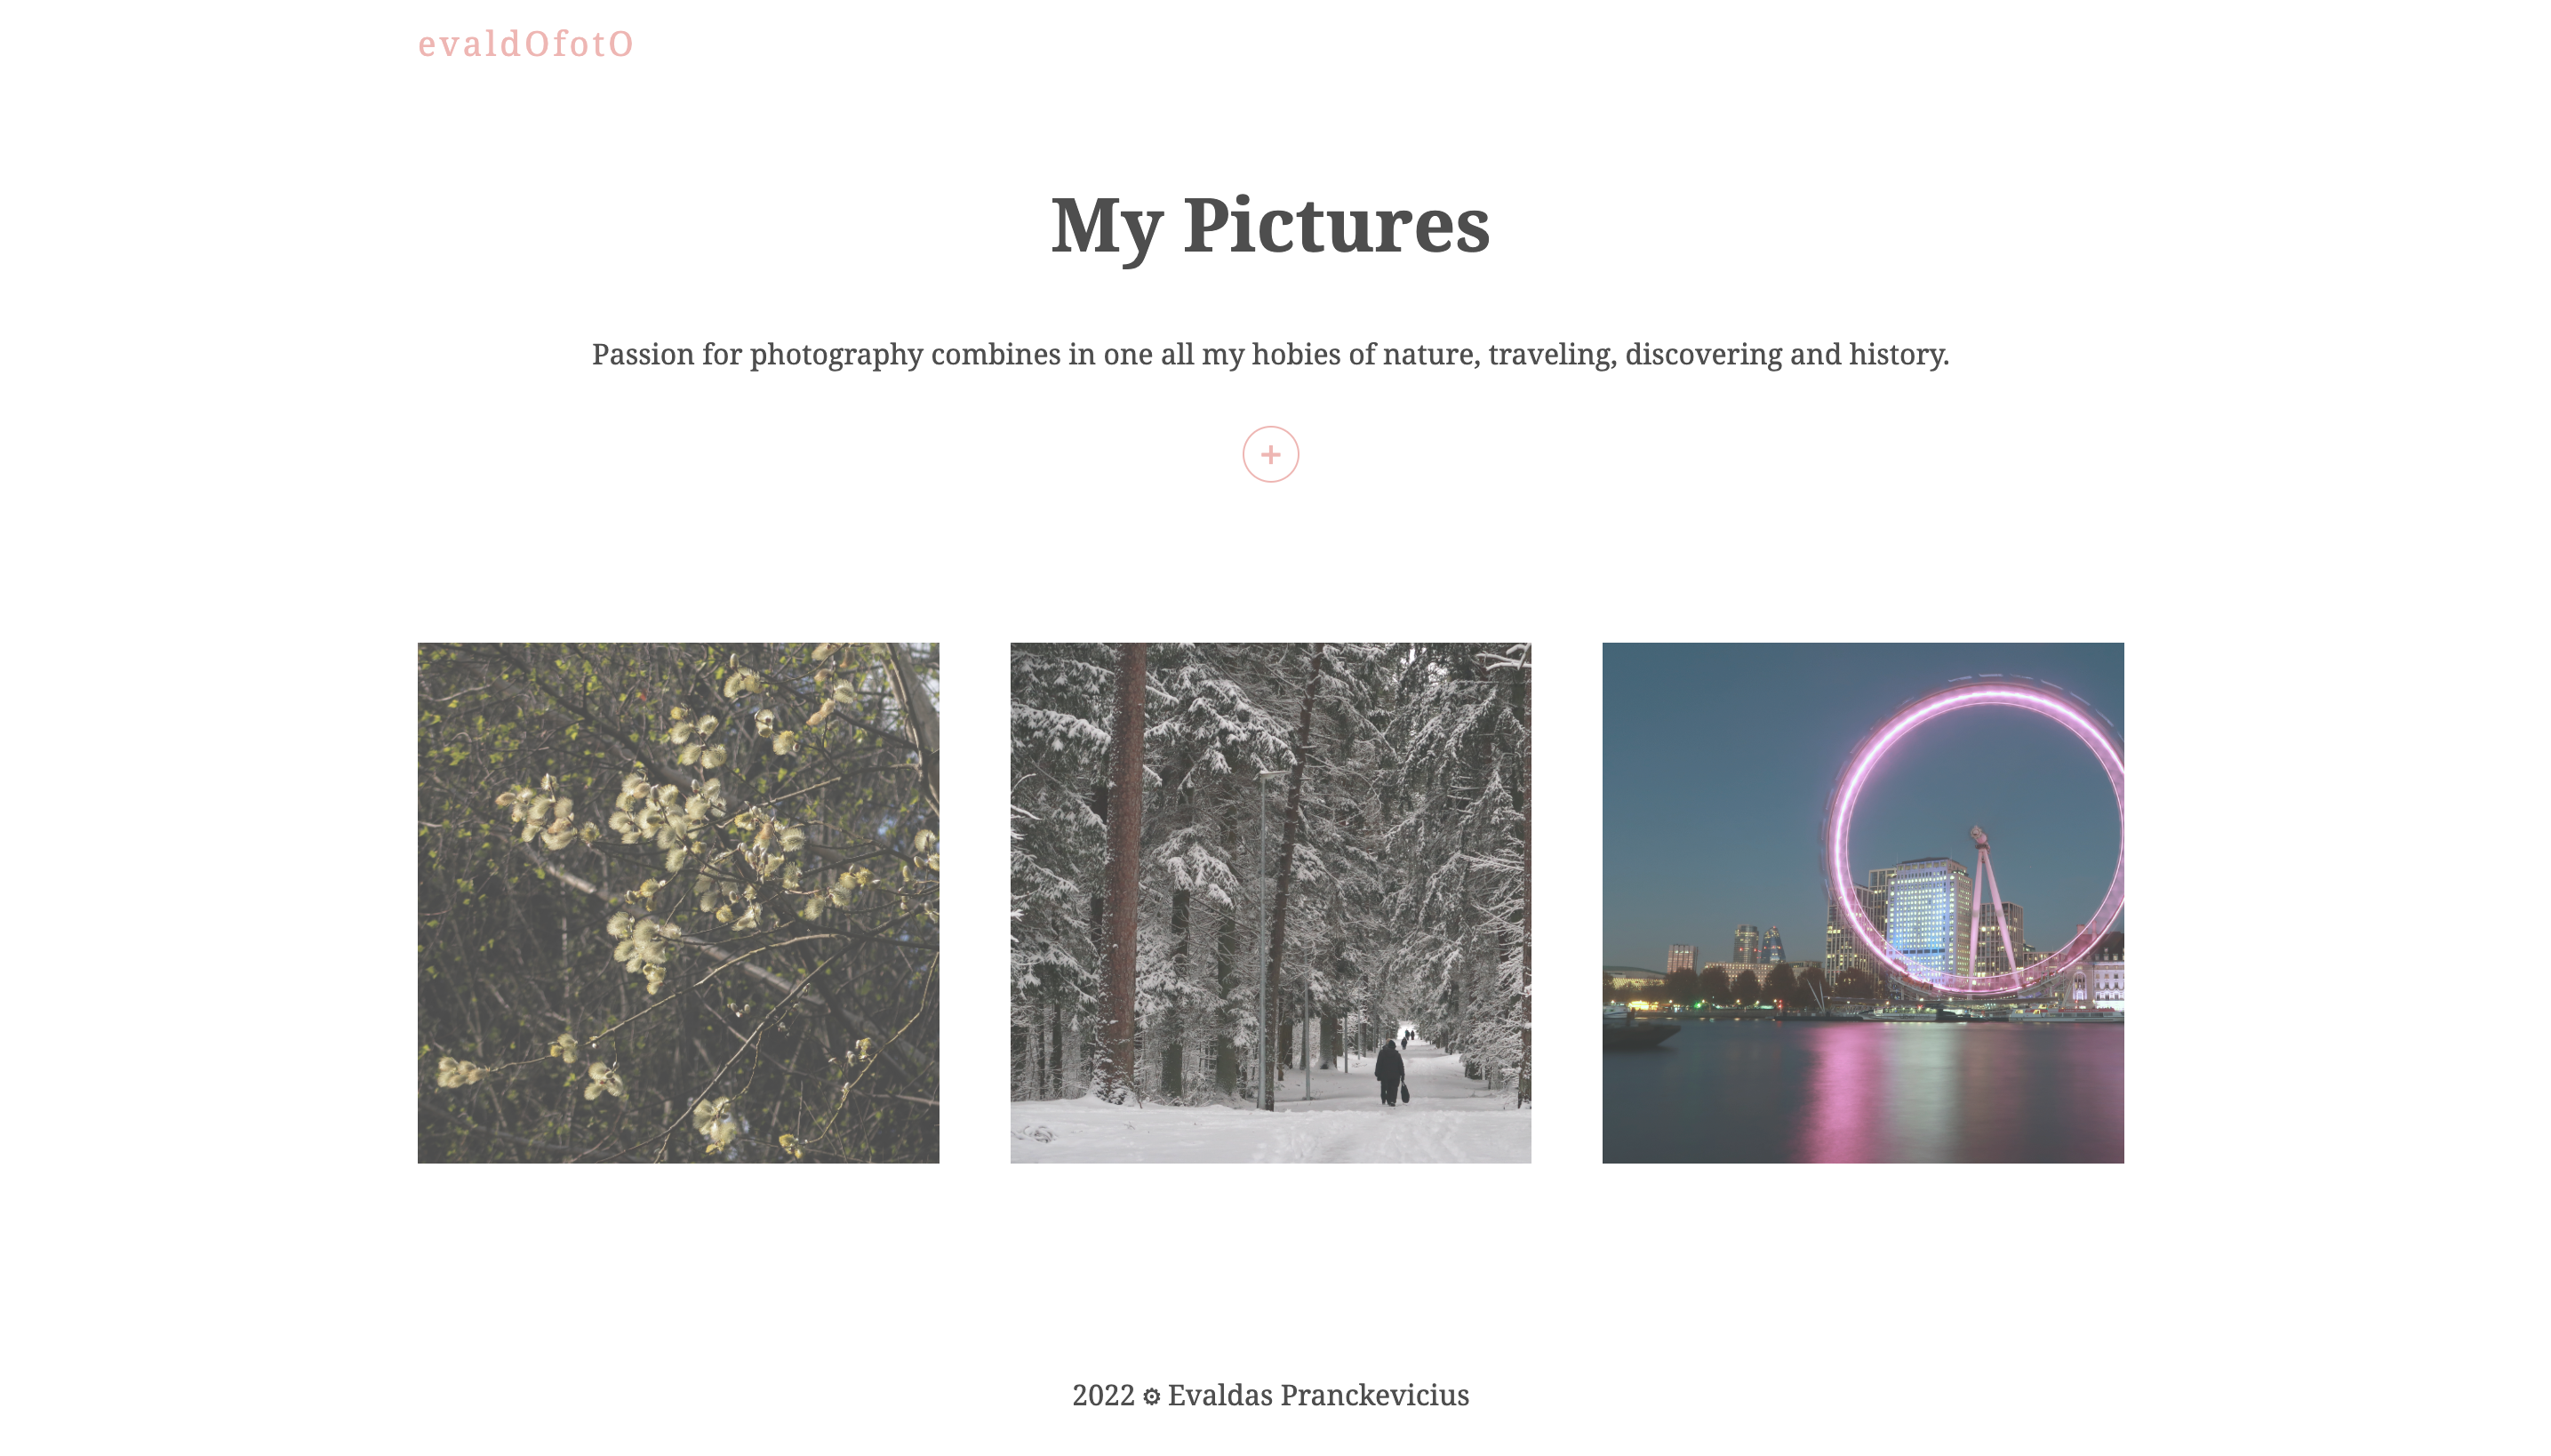 evaldOfotO
My Pictures
Passion for photography combines in one all my hobies of nature, traveling, discovering and history.
+
2022 ⚙ Evaldas Pranckevicius